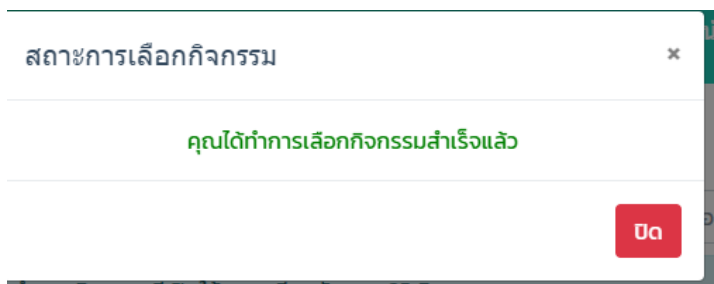 สถาะการเลือกกิจกรรม
×
คุณได้ทำการเลือกกิจกรรมสำเร็จแล้ว
ปิด